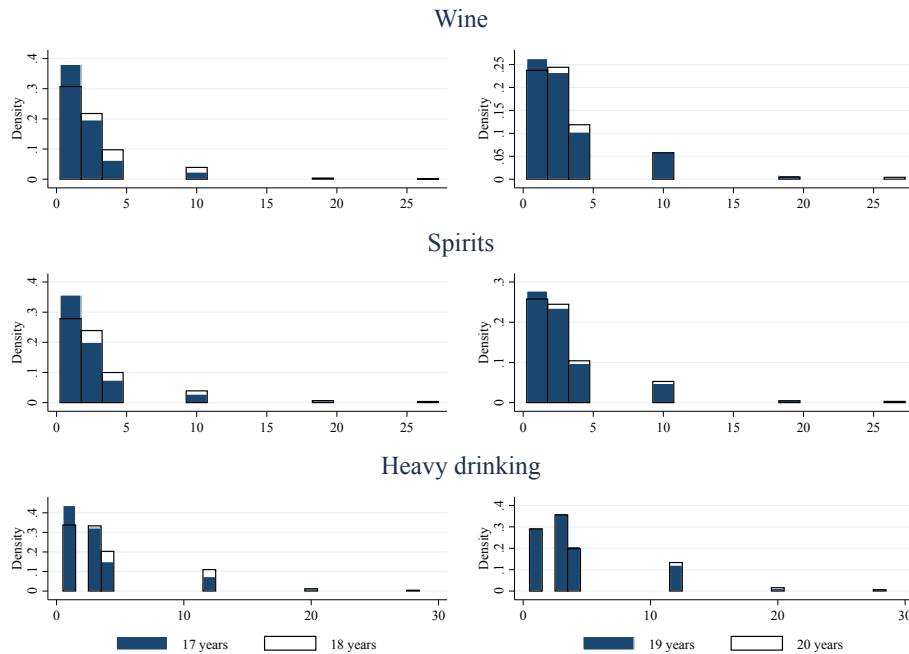 Wine
Density
0 .1 .2 .3 .4
0 5 10 15 20 25
Density
0 .05 .15 .25
0 5 10 15 20 25
Spirits
Density
0 .1 .2 .3 .4
0 5 10 15 20 25
Density
0 .1 .2 .3
0 5 10 15 20 25
Heavy drinking
Density
0 .1 .2 .3 .4
0 10 20 30
Density
0 .1 .2 .3 .4
0 10 20 30
17 years 18 years
19 years 20 years